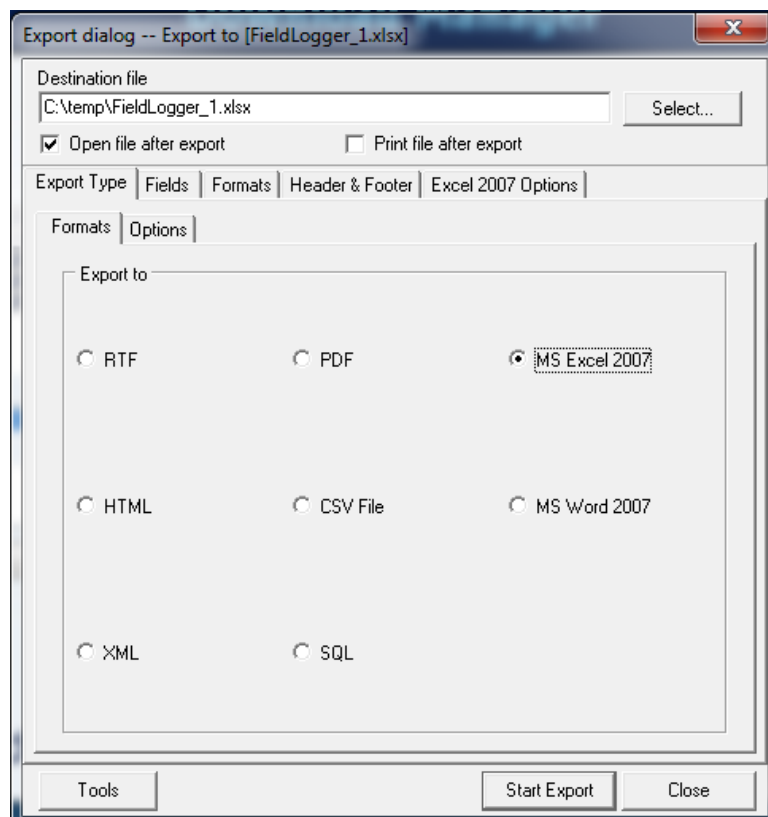 Export dialog -- Export to [FieldLogger_1.xlsx]
Destination file
C:\temp\FieldLogger_1.xlsx Select...
Open file after export Print file after export
Export Type Fields Formats Header & Footer Excel 2007 Options
Formats Options
Export to
RTF PDF MS Excel 2007
HTML CSV File MS Word 2007
XML SQL
Tools Start Export Close